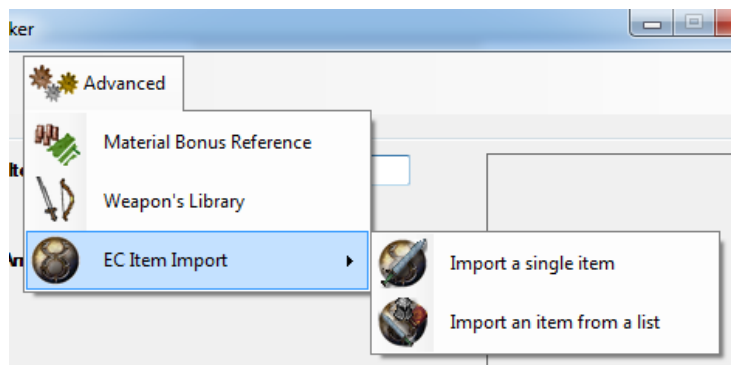 ker
Advanced
Material Bonus Reference
Weapon's Library
EC Item Import
Import a single item
Import an item from a list